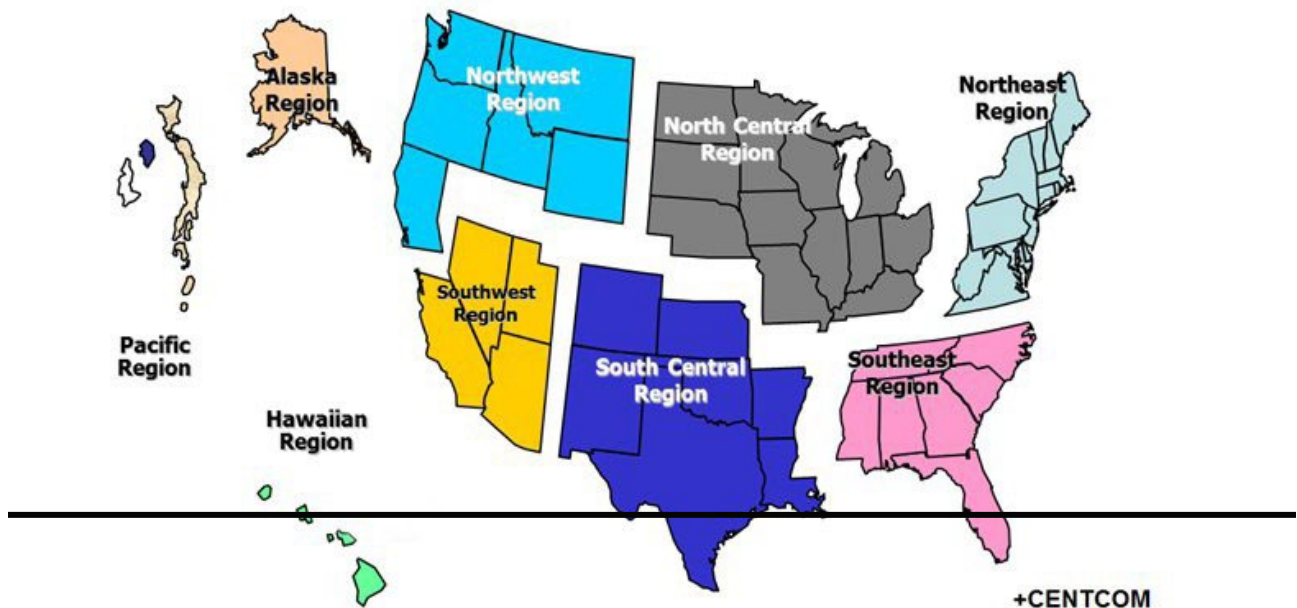 Alaska
Region
Northwest
Region
North Central
Region
Northeast
Region
Pacific
Region
Southwest
Region
South Central
Region
Southeast
Region
Hawaiian
Region
+CENTCOM